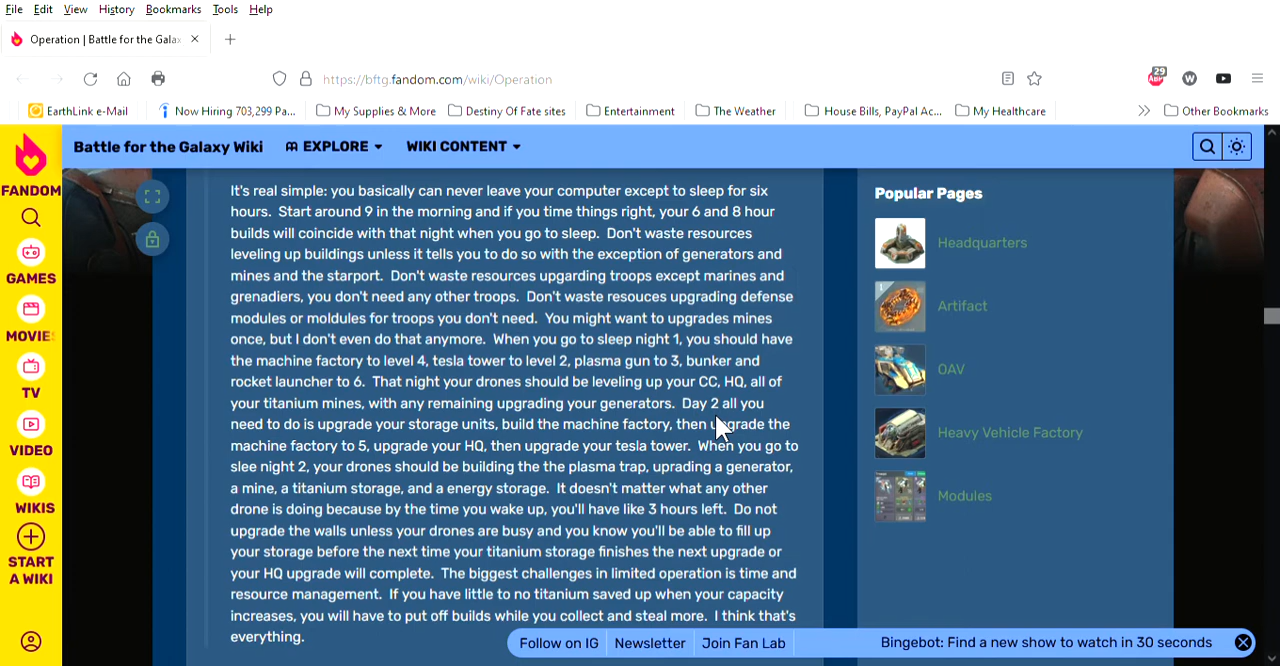 File Edit View History Bookmarks Tools Help
Operation | Battle for the Gala
https://bftg.fandom.com/wiki/Operation
29
EarthLink e-Mail
Now Hiring 703,299 Pa...
My Supplies & More
Destiny Of Fate sites
Entertainment
The Weather
House Bills, PayPal Ac...
My Healthcare
Other Bookmarks
Battle for the Galaxy Wiki
EXPLORE
WIKI CONTENT
FANDOM
GAMES
MOVIES
TV
VIDEO
WIKIS
START
A WIKI
It's real simple: you basically can never leave your computer except to sleep for six
hours. Start around 9 in the morning and if you time things right, your 6 and 8 hour
builds will coincide with that night when you go to sleep. Don't waste resources
leveling up buildings unless it tells you to do so with the exception of generators and
mines and the starport. Don't waste resources upgarding troops except marines and
grenadiers, you don't need any other troops. Don't waste resouces upgrading defense
modules or moldules for troops you don't need. You might want to upgrades mines
once, but I don't even do that anymore. When you go to sleep night 1, you should have
the machine factory to level 4, tesla tower to level 2, plasma gun to 3, bunker and
rocket launcher to 6. That night your drones should be leveling up your CC, HQ, all of
your titanium mines, with any remaining upgrading your generators. Day 2 all you
need to do is upgrade your storage units, build the machine factory, then upgrade the
machine factory to 5, upgrade your HQ, then upgrade your tesla tower. When you go to
slee night 2, your drones should be building the the plasma trap, uprading a generator,
a mine, a titanium storage, and a energy storage. It doesn't matter what any other
drone is doing because by the time you wake up, you'll have like 3 hours left. Do not
upgrade the walls unless your drones are busy and you know you'll be able to fill up
your storage before the next time your titanium storage finishes the next upgrade or
your HQ upgrade will complete. The biggest challenges in limited operation is time and
resource management. If you have little to no titanium saved up when your capacity
increases, you will have to put off builds while you collect and steal more. I think that's
everything.
Popular Pages
Headquarters
Artifact
OAV
Heavy Vehicle Factory
Modules
Follow on IG
Newsletter
Join Fan Lab
Bingebot: Find a new show to watch in 30 seconds